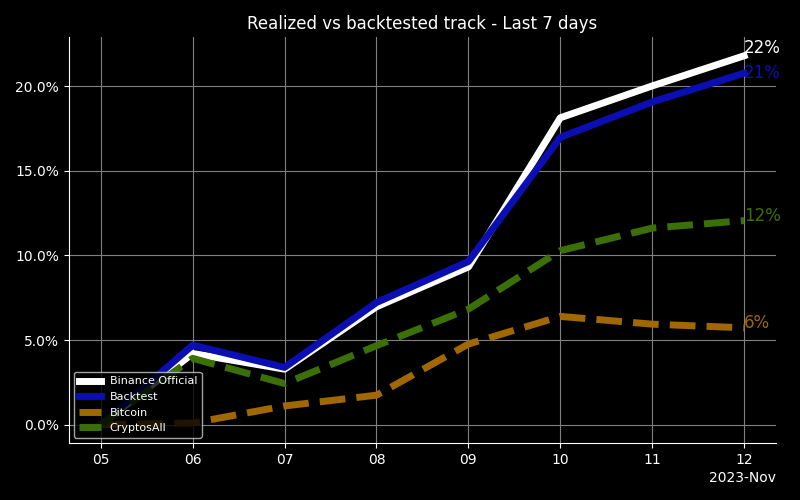 Realized vs backtested track - Last 7 days
22%
21%
20.0%
15.0%
12%
10.0%
6%
5.0%
0.0%
Binance Official
Backtest
Bitcoin
CryptosAll
05 06 07 08 09 10 11 12
2023-Nov